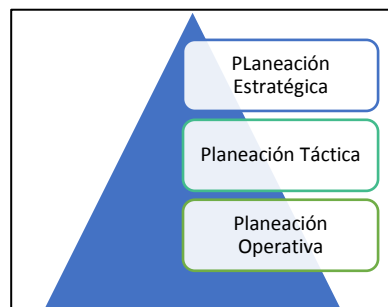 PLaneación
Estratégica
Planeación Táctica
Planeación
Operativa